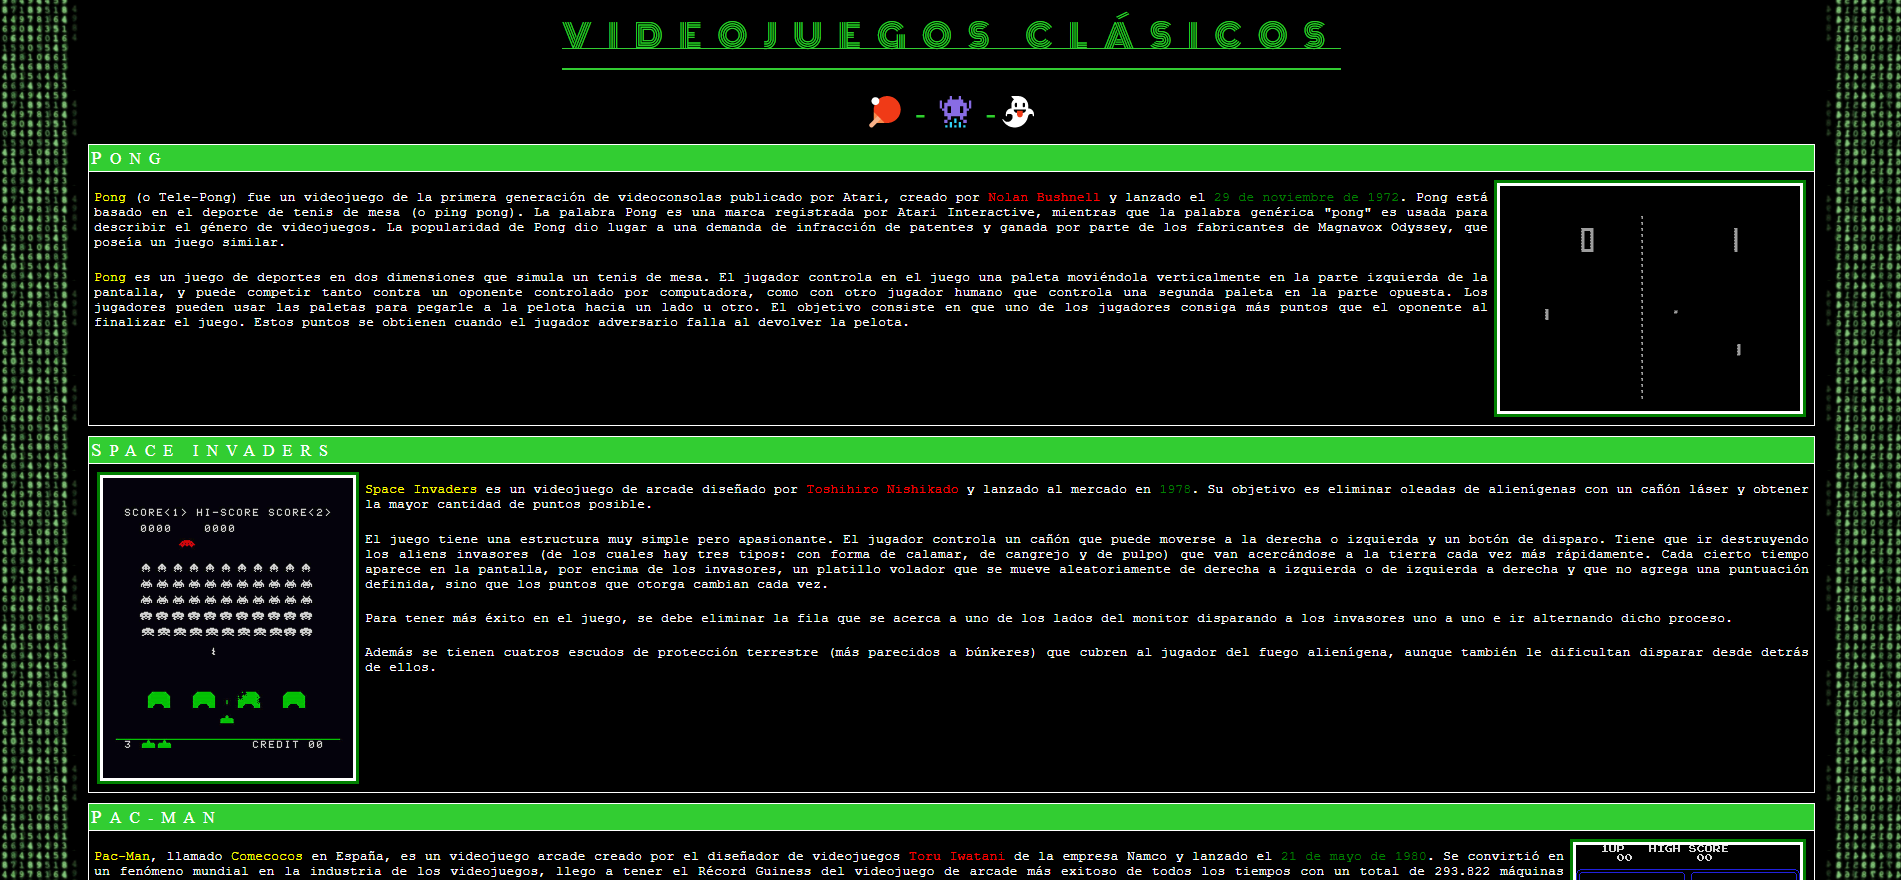 VIDEOJUEGOS CLÁSICOS
- -
PONG
Pong (o Tele-Pong) fue un videojuego de la primera generación de videoconsolas publicado por Atari, creado por Nolan Bushnell y lanzado el 29 de noviembre de 1972. Pong está
basado en el deporte de tenis de mesa (o ping pong). La palabra Pong es una marca registrada por Atari Interactive, mientras que la palabra genérica "pong" es usada para
describir el género de videojuegos. La popularidad de Pong dio lugar a una demanda de infracción de patentes y ganada por parte de los fabricantes de Magnavox Odyssey, que
poseía un juego similar.
Pong es un juego de deportes en dos dimensiones que simula un tenis de mesa. El jugador controla en el juego una paleta moviéndola verticalmente en la parte izquierda de la
pantalla, y puede competir tanto contra un oponente controlado por computadora, como con otro jugador humano que controla una segunda paleta en la parte opuesta. Los
jugadores pueden usar las paletas para pegarle a la pelota hacia un lado u otro. El objetivo consiste en que uno de los jugadores consiga más puntos que el oponente al
finalizar el juego. Estos puntos se obtienen cuando el jugador adversario falla al devolver la pelota.
0 1
SPACE INVADERS
SCORE<1> HI-SCORE SCORE<2>
0000 0000
3 CREDIT 00
Space Invaders es un videojuego de arcade diseñado por Toshihiro Nishikado y lanzado al mercado en 1978. Su objetivo es eliminar oleadas de alienígenas con un cañón láser y obtener
la mayor cantidad de puntos posible.
El juego tiene una estructura muy simple pero apasionante. El jugador controla un cañón que puede moverse a la derecha o izquierda y un botón de disparo. Tiene que ir destruyendo
los aliens invasores (de los cuales hay tres tipos: con forma de calamar, de cangrejo y de pulpo) que van acercándose a la tierra cada vez más rápidamente. Cada cierto tiempo
aparece en la pantalla, por encima de los invasores, un platillo volador que se mueve aleatoriamente de derecha a izquierda o de izquierda a derecha y que no agrega una puntuación
definida, sino que los puntos que otorga cambian cada vez.
Para tener más éxito en el juego, se debe eliminar la fila que se acerca a uno de los lados del monitor disparando a los invasores uno a uno e ir alternando dicho proceso.
Además se tienen cuatros escudos de protección terrestre (más parecidos a búnkeres) que cubren al jugador del fuego alienígena, aunque también le dificultan disparar desde detrás
de ellos.
PAC-MAN
Pac-Man, llamado Comecocos en España, es un videojuego arcade creado por el diseñador de videojuegos Toru Iwatani de la empresa Namco y lanzado el 21 de mayo de 1980. Se convirtió en
un fenómeno mundial en la industria de los videojuegos, llego a tener el Récord Guiness del videojuego de arcade más exitoso de todos los tiempos con un total de 293.822 máquinas
1UP HIGH SCORE
00 00